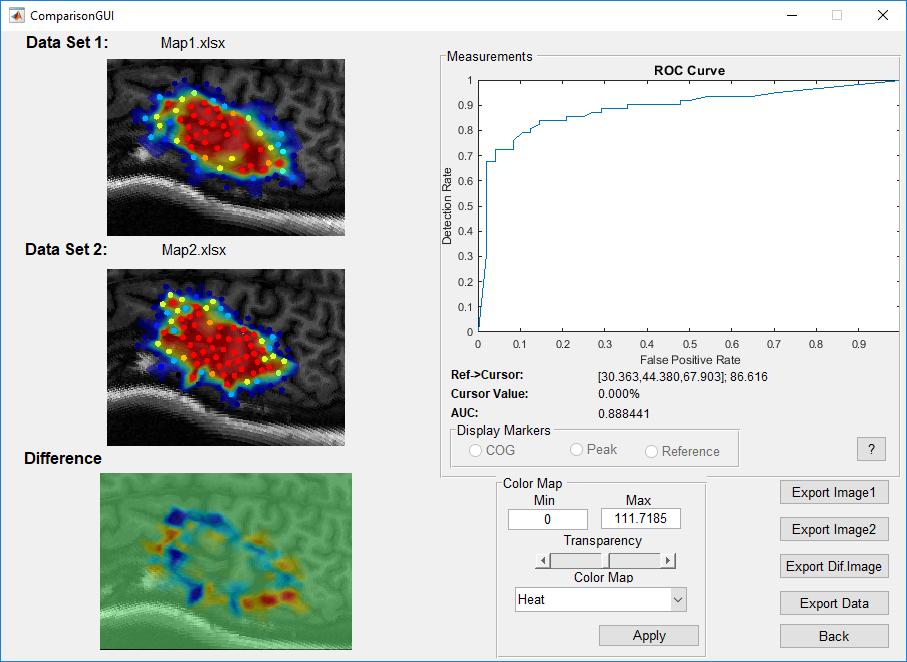 ComparisonGUI
Data Set 1: Map1.xlsx
Data Set 2: Map2.xlsx
Difference
Measurements
ROC Curve
1
0.9
0.8
0.7
0.6
0.5
0.4
0.3
0.2
0.1
0
Detection Rate
0 0.1 0.2 0.3 0.4 0.5 0.6 0.7 0.8 0.9
False Positive Rate
Ref->Cursor: [30.363,44.380,67.903]; 86.616
Cursor Value: 0.000%
AUC: 0.888441
Display Markers
COG Peak Reference
?
Color Map
Min Max
0 111.7185
Transparency
Color Map
Heat
Apply
Export Image1
Export Image2
Export Dif.Image
Export Data
Back